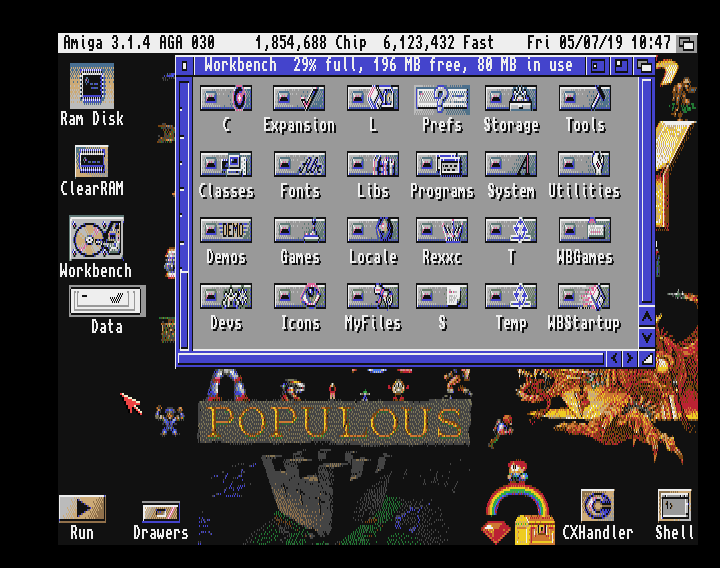 Amiga 3.1.4 AGA 030 1,854,688 Chip 6,123,432 Fast Fri 05/07/19 10:47
Workbench 29% full, 196 MB free, 80 MB in use
Ram Disk
ClearRAM
Workbench
Data
C Expansion L Prefs Storage Tools
Classes Fonts Libs Programs System Utilities
DEMO
Demos Games Locale Rexxc T WBGames
Devs Icons MyFiles S Temp WBStartup
POPULOUS
Run Drawers CXHandler Shell